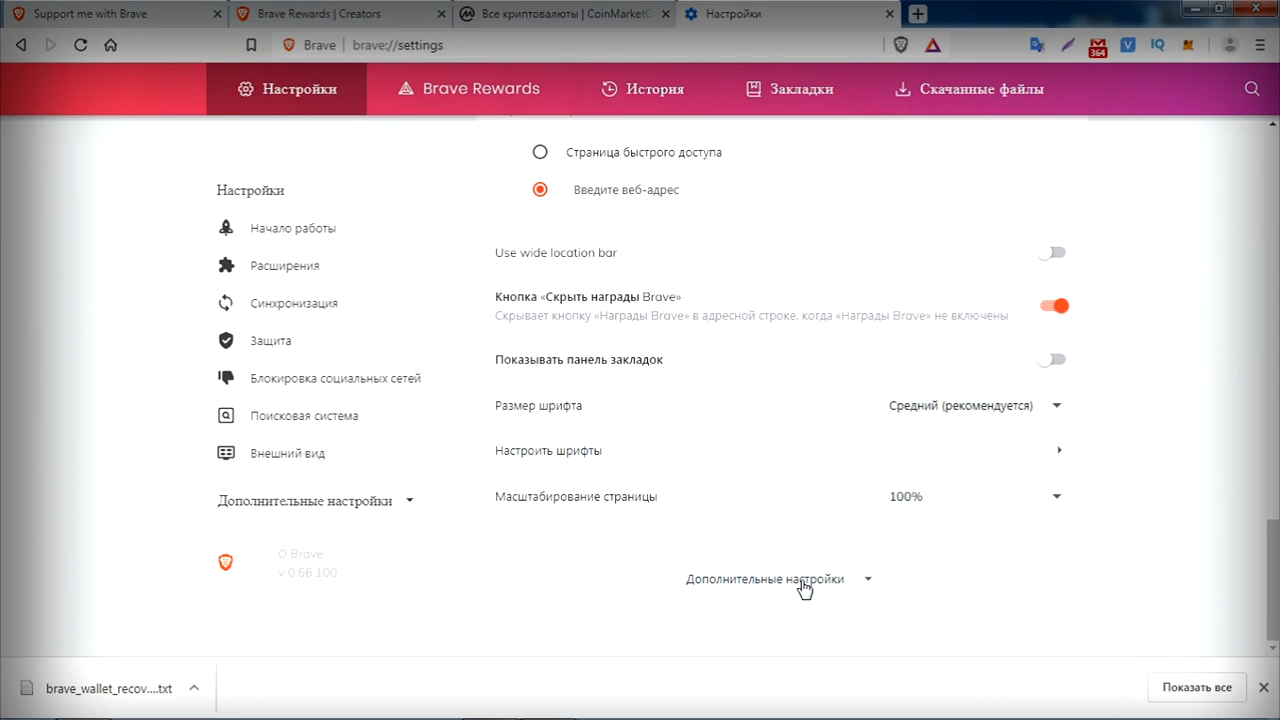 Support me with Brave
Brave Rewards | Creators
Все криптовалюты | CoinMarketC
Настройки
Brave
brave://settings
364
V
IQ
Настройки
Brave Rewards
История
Закладки
Скачанные файлы
Страница быстрого доступа
Введите веб-адрес
Настройки
Начало работы
Расширения
Синхронизация
Защита
Блокировка социальных сетей
Поисковая система
Внешний вид
Дополнительные настройки
О Brave
v 0.66.100
Use wide location bar
Кнопка «Скрыть награды Brave»
Скрывает кнопку «Награды Brave» в адресной строке, когда «Награды Brave» не включены
Показывать панель закладок
Размер шрифта
Средний (рекомендуется)
Настроить шрифты
Масштабирование страницы
100%
Дополнительные настройки
brave_wallet_recov....txt
Показать все